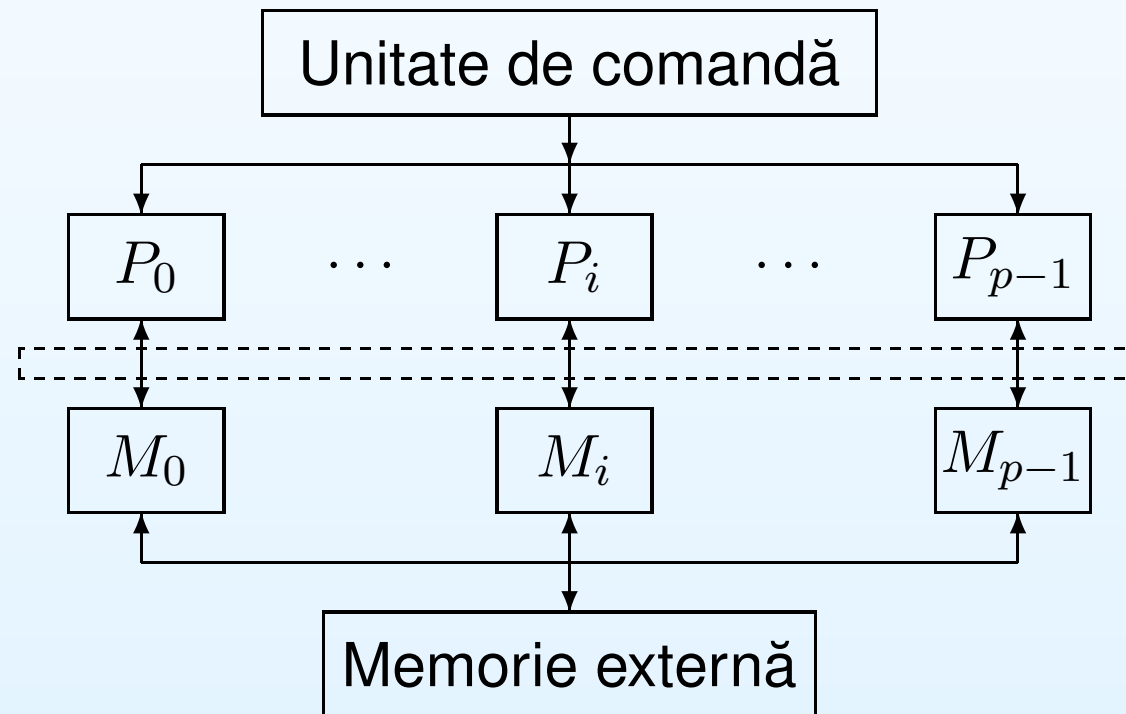 Unitate de comandă
P₀ ··· Pᵢ ··· Pₚ₋₁
M₀ Mᵢ Mₚ₋₁
Memorie externă